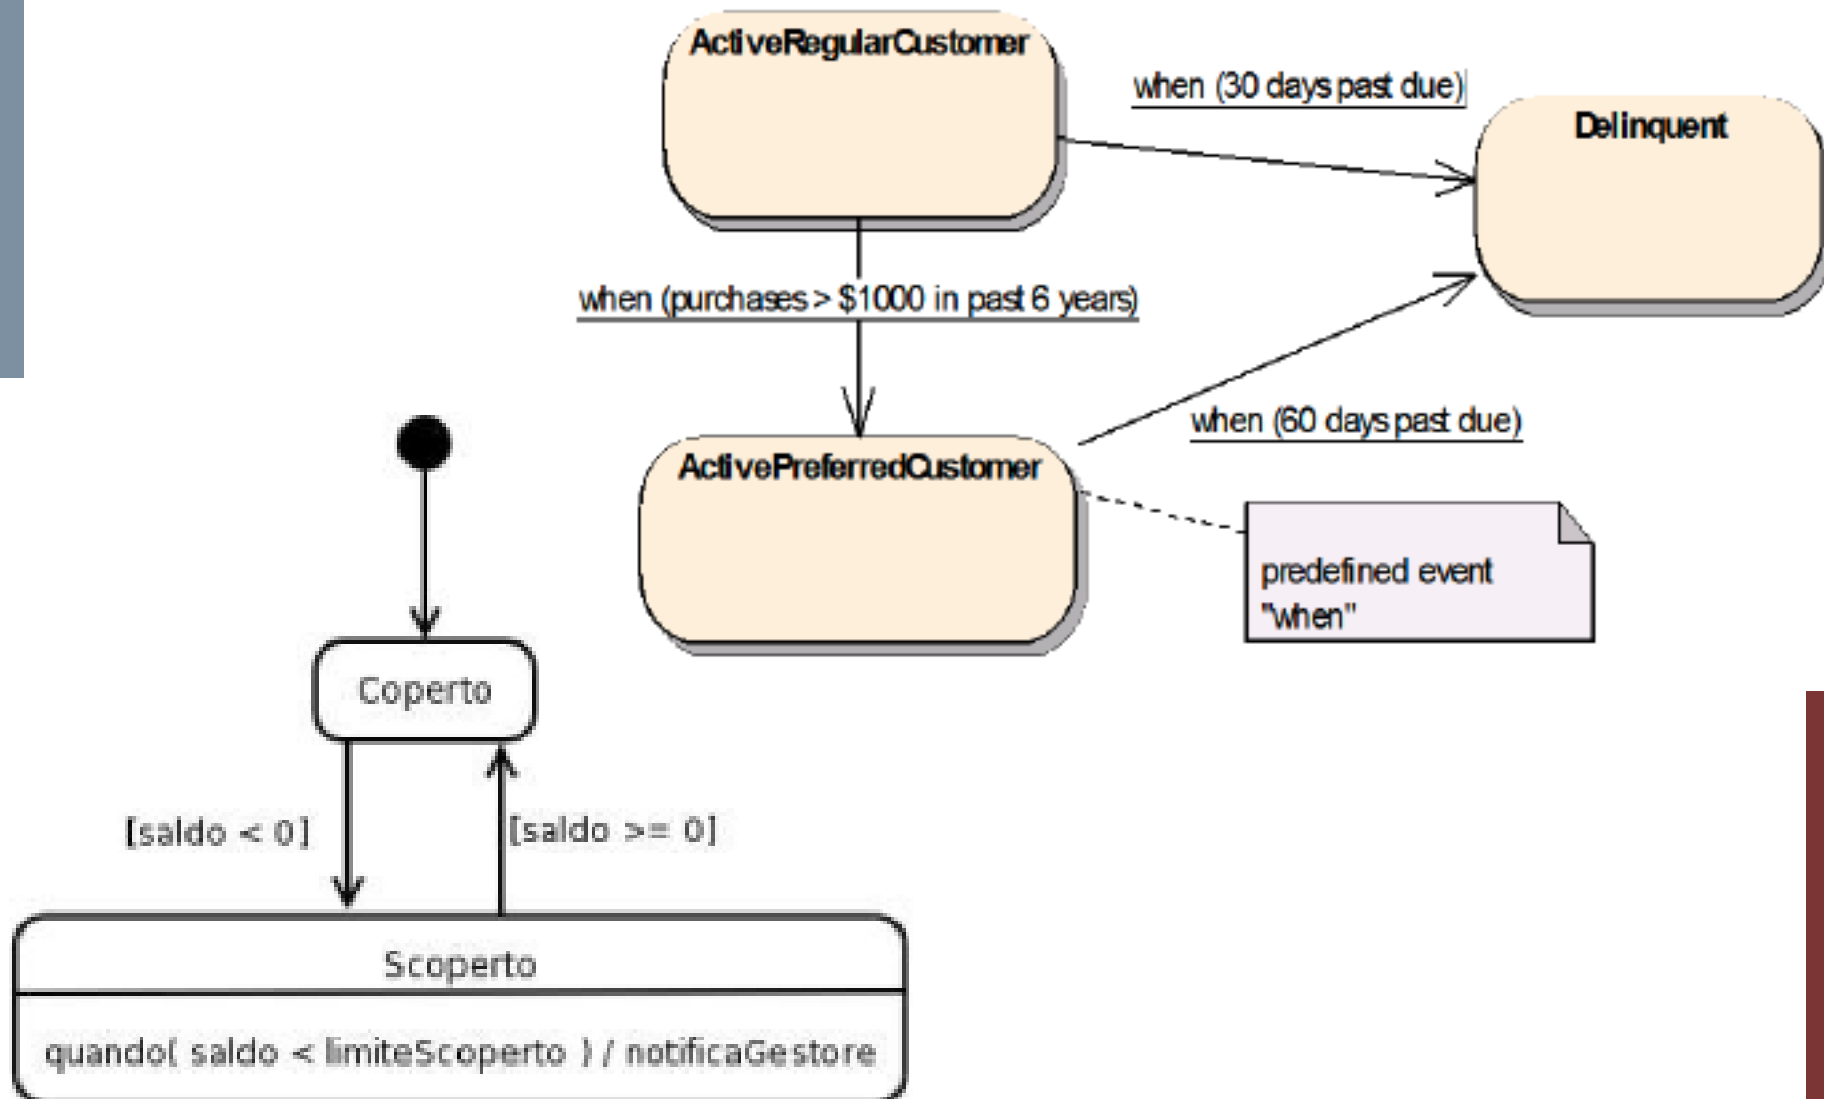 ActiveRegularCustomer
when (30 days past due)
Delinquent
when (purchases > $1000 in past 6 years)
when (60 days past due)
ActivePreferredCustomer
predefined event
"when"
Coperto
[saldo < 0]
[saldo >= 0]
Scoperto
quando( saldo < limiteScoperto ) / notificaGestore